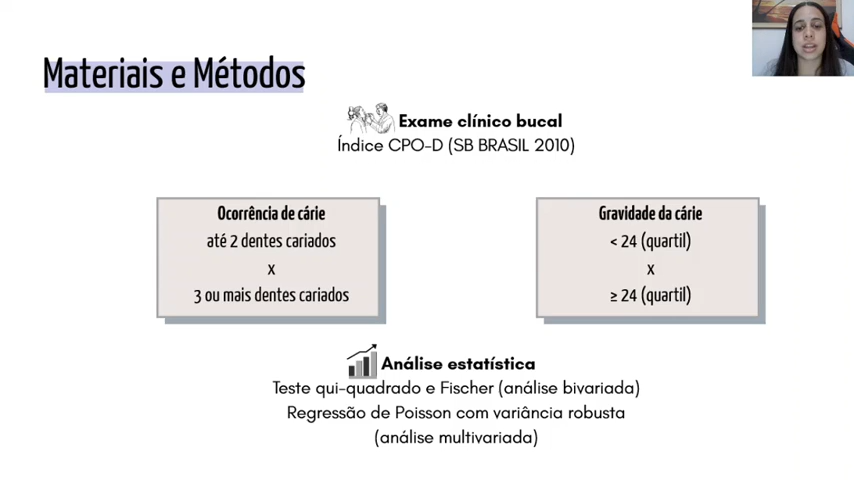 Materiais e Métodos
Exame clínico bucal
Índice CPO-D (SB BRASIL 2010)
Ocorrência de cárie
até 2 dentes cariados
x
3 ou mais dentes cariados
Gravidade da cárie
< 24 (quartil)
x
≥ 24 (quartil)
Análise estatística
Teste qui-quadrado e Fischer (análise bivariada)
Regressão de Poisson com variância robusta
(análise multivariada)